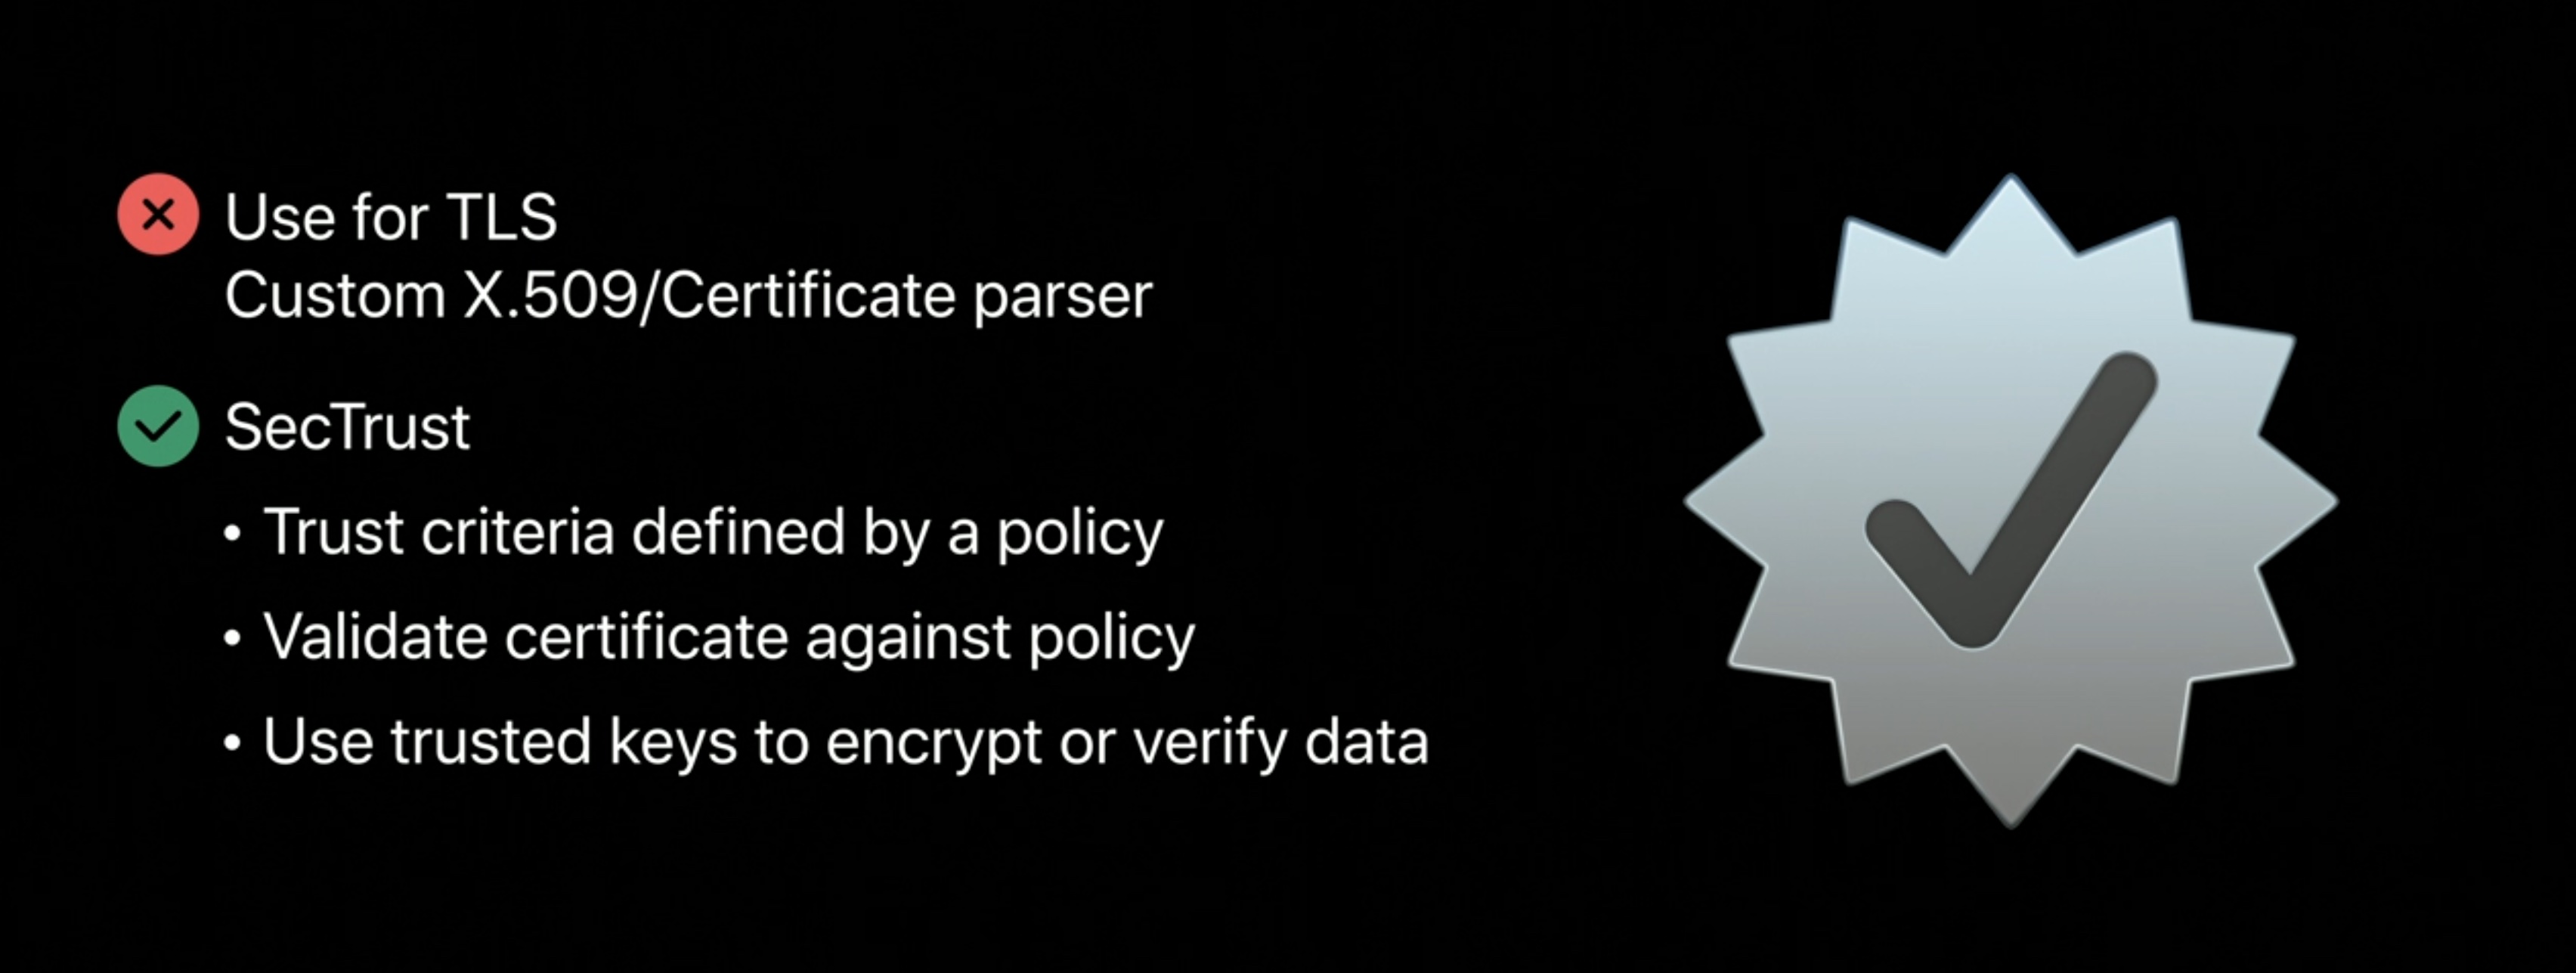 Use for TLS
Custom X.509/Certificate parser
SecTrust
• Trust criteria defined by a policy
• Validate certificate against policy
• Use trusted keys to encrypt or verify data